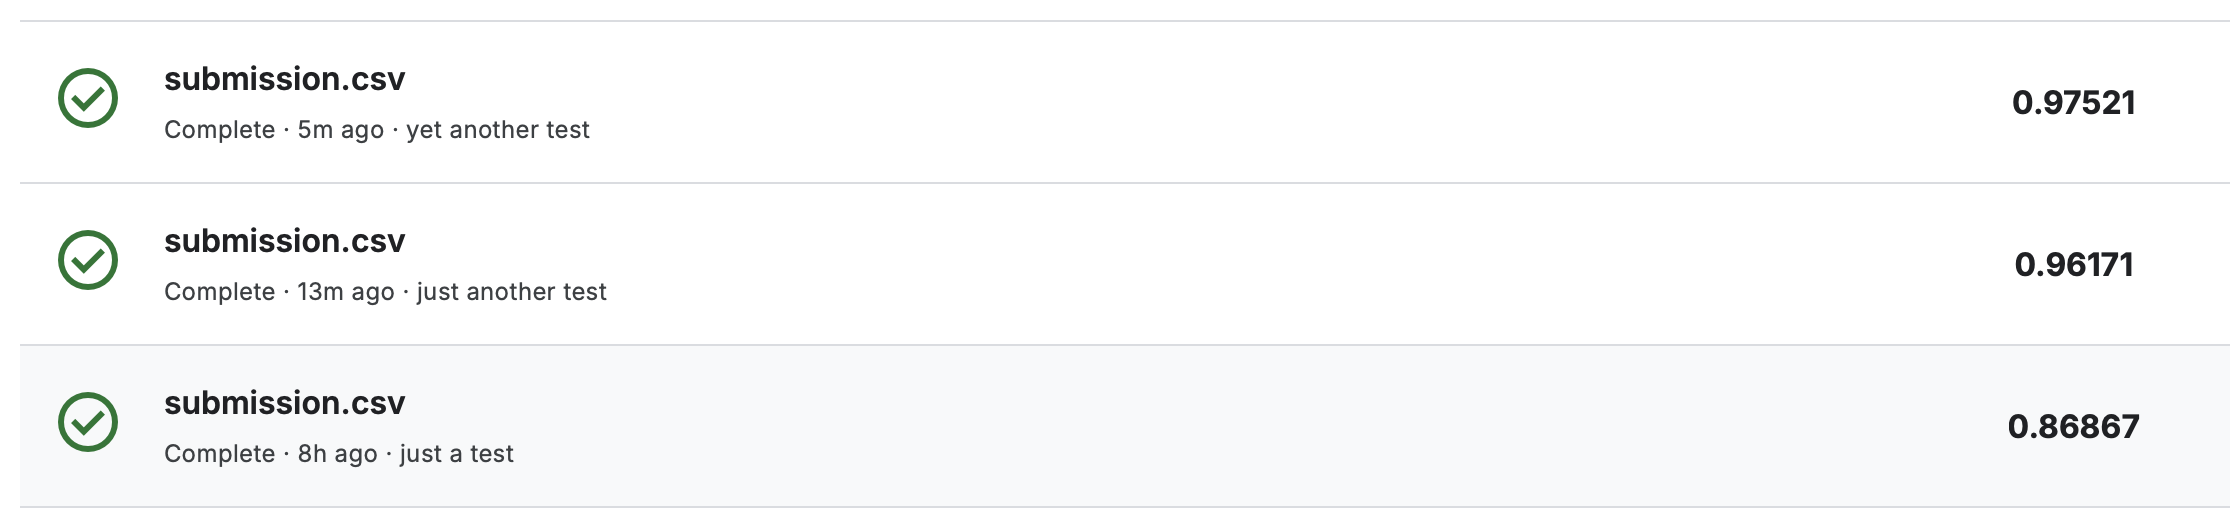 submission.csv
Complete · 5m ago · yet another test
0.97521
submission.csv
Complete · 13m ago · just another test
0.96171
submission.csv
Complete · 8h ago · just a test
0.86867